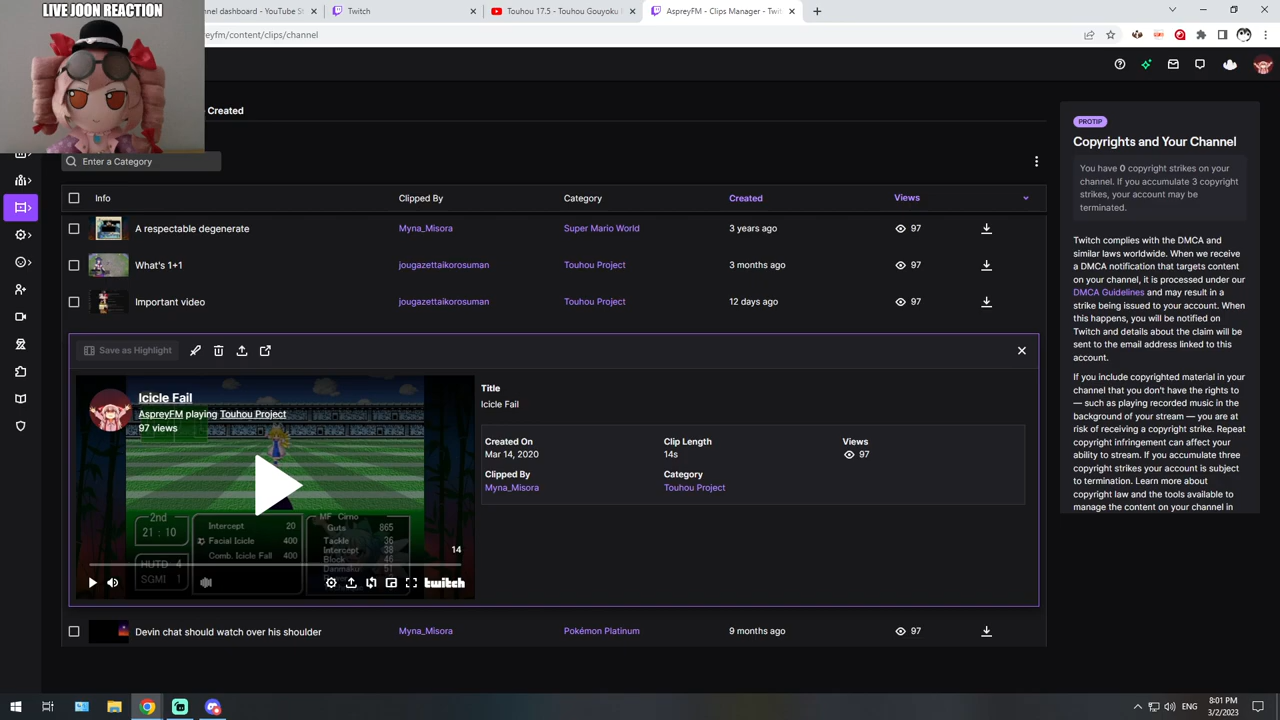 LIVE JOON REACTION
nnel dashboard - YouTube St
Twitch
Touhou 17.5 - Touhou Gouyoku
AspreyFM - Clips Manager - Twit
eyfm/content/clips/channel
Created
Enter a Category
Info
Clipped By
Category
Created
Views
A respectable degenerate
Myna_Misora
Super Mario World
3 years ago
97
What's 1+1
jougazettaikorosuman
Touhou Project
3 months ago
97
Important video
jougazettaikorosuman
Touhou Project
12 days ago
97
Save as Highlight
Icicle Fail
AspreyFM playing Touhou Project
97 views
2nd
21 : 10
HUTD 4
SGMI 1
Intercept 20
Facial Icicle 400
Comb. Icicle Fall 400
MF Cirno
Guts 865
Tackle 36
Intercept 38
Block 46
Danmaku
14
twitch
Title
Icicle Fail
Created On
Mar 14, 2020
Clip Length
14s
Views
97
Clipped By
Myna_Misora
Category
Touhou Project
Devin chat should watch over his shoulder
Myna_Misora
Pokémon Platinum
9 months ago
97
PROTIP
Copyrights and Your Channel
You have 0 copyright strikes on
your channel. If you accumulate 3 copyright
strikes, your account may be
terminated.
Twitch complies with the DMCA and
similar laws worldwide. When we receive
a DMCA notification that targets content
on your channel, it is processed under our
DMCA Guidelines and may result in a
strike being issued to your account. When
this happens, you will be notified on
Twitch and details about the claim will be
sent to the email address linked to this
account.
If you include copyrighted material in your
channel that you don't have the rights to
— such as playing recorded music in the
background of your stream — you are at
risk of receiving a copyright strike. Repeat
copyright infringement can affect your
ability to stream. If you accumulate three
copyright strikes your account is subject
to termination. Learn more about
copyright law and the tools available to
manage the content on your channel in
ENG
8:01 PM
3/2/2023